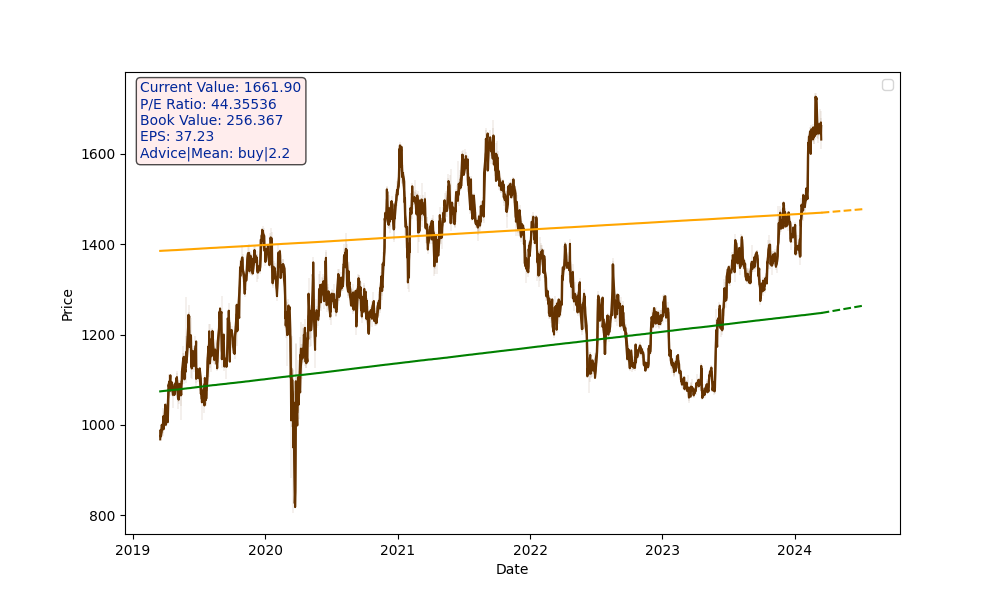 Current Value: 1661.90
P/E Ratio: 44.35536
Book Value: 256.367
EPS: 37.23
Advice|Mean: buy|2.2
Price
1600
1400
1200
1000
800
2019 2020 2021 2022 2023 2024
Date